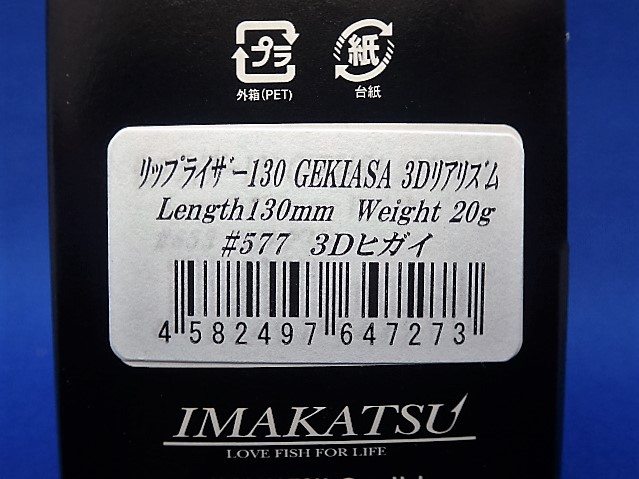 プラ 紙
外箱(PET) 台紙
リップライザー130 GEKIASA 3Dリアリズム
Length130mm Weight 20g
#577 3Dヒガイ
4 582497 647273
IMAKATSU
LOVE FISH FOR LIFE